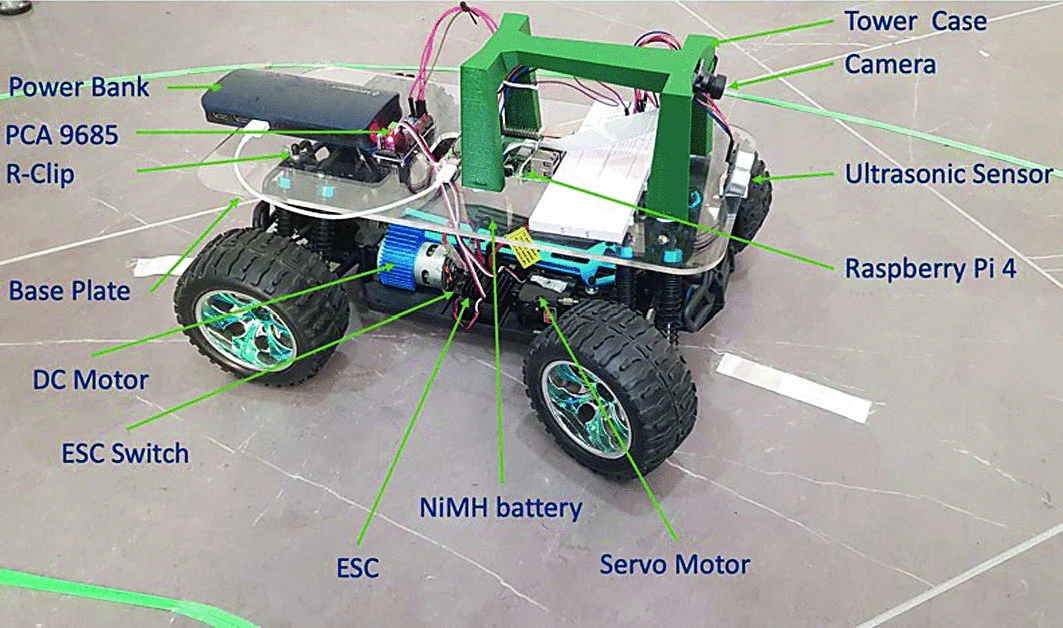 Tower Case
Camera
Power Bank
PCA 9685
R-Clip
Ultrasonic Sensor
Raspberry Pi 4
Base Plate
DC Motor
ESC Switch
NiMH battery
ESC
Servo Motor